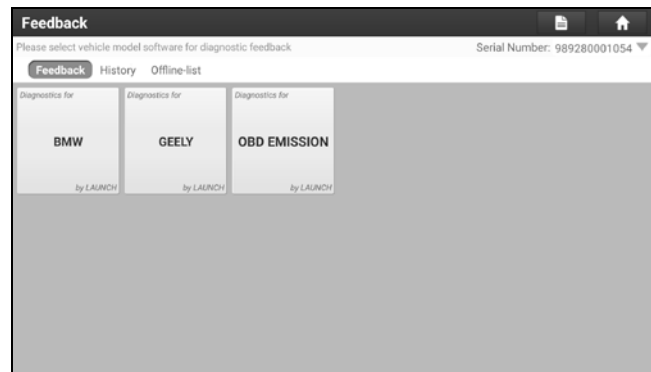 Feedback
Please select vehicle model software for diagnostic feedback
Serial Number: 989280001054
Feedback History Offline-list
Diagnostics for Diagnostics for Diagnostics for
BMW GEELY OBD EMISSION
by LAUNCH by LAUNCH by LAUNCH